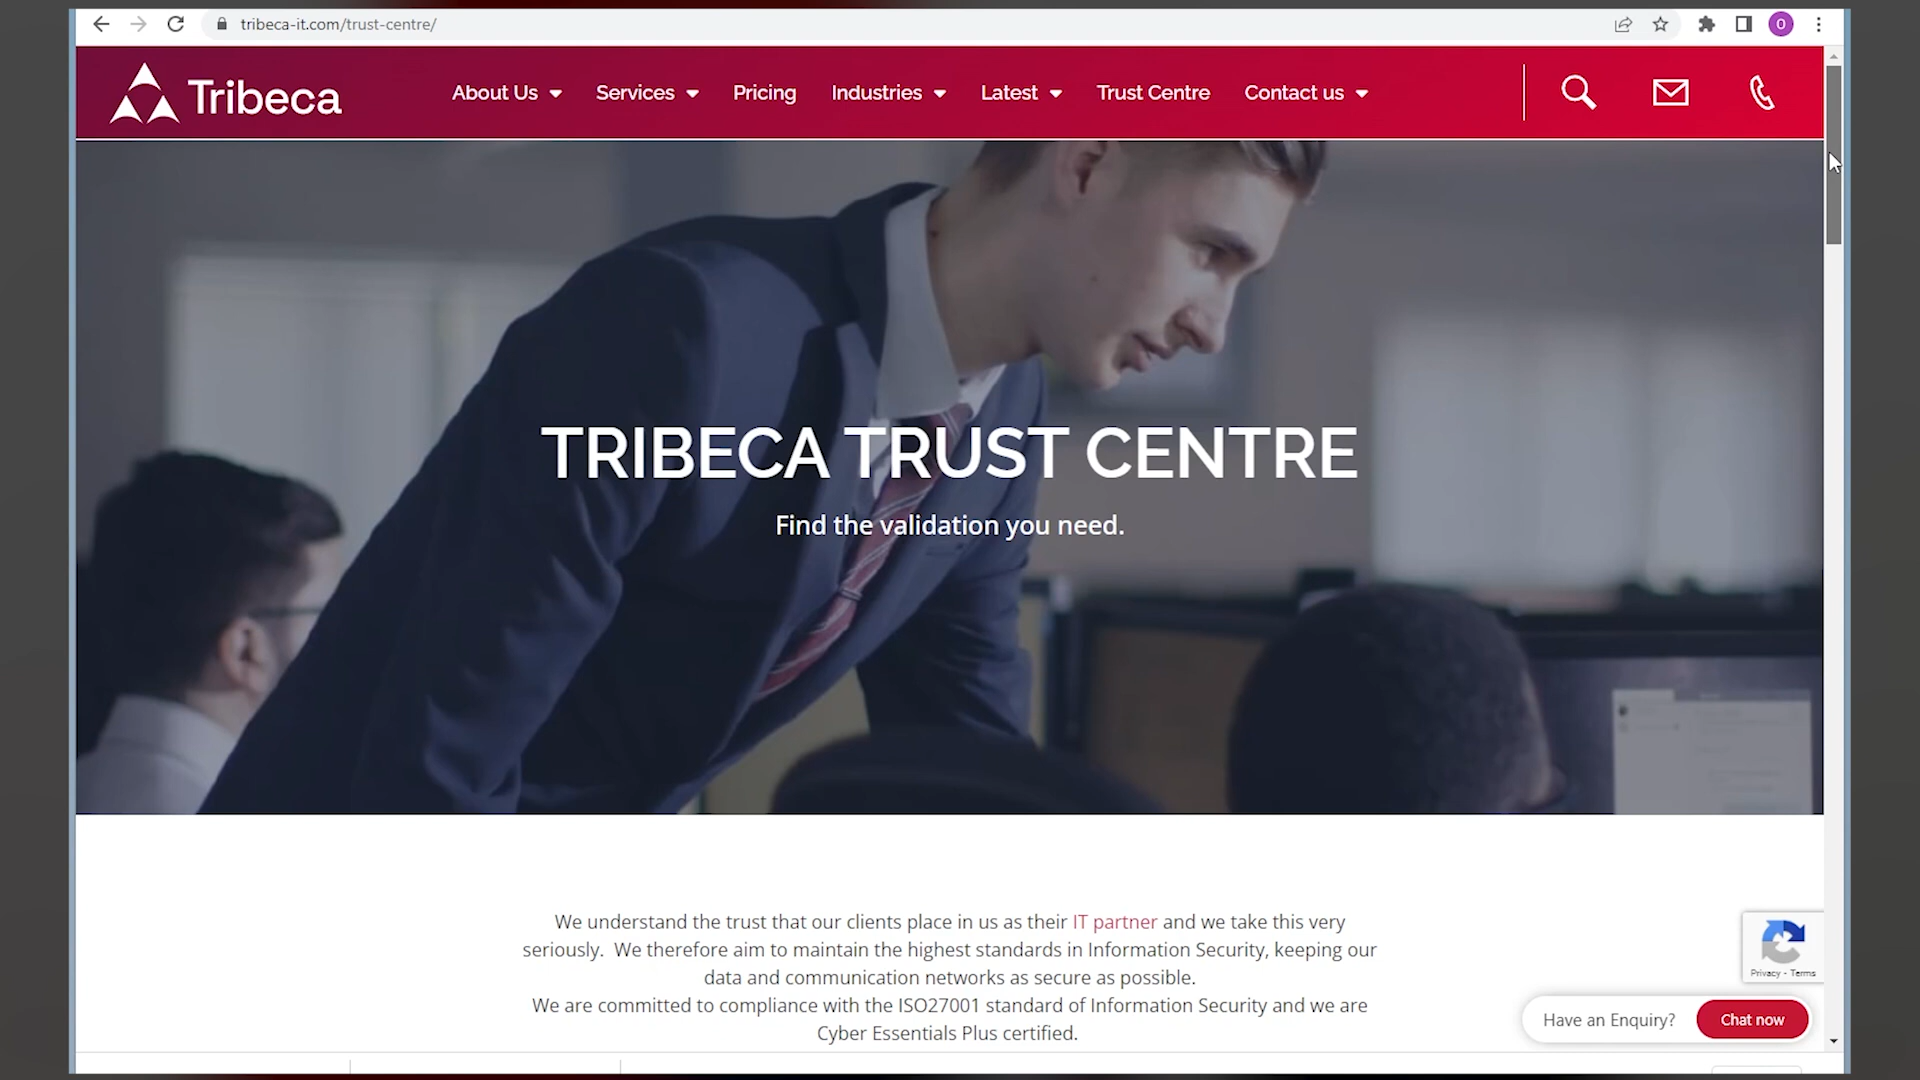 tribeca-it.com/trust-centre/
O
Tribeca
About Us
Services
Pricing
Industries
Latest
Trust Centre
Contact us
TRIBECA TRUST CENTRE
Find the validation you need.
We understand the trust that our clients place in us as their IT partner and we take this very
seriously. We therefore aim to maintain the highest standards in Information Security, keeping our
data and communication networks as secure as possible.
We are committed to compliance with the ISO27001 standard of Information Security and we are
Cyber Essentials Plus certified.
Privacy - Terms
Have an Enquiry?
Chat now